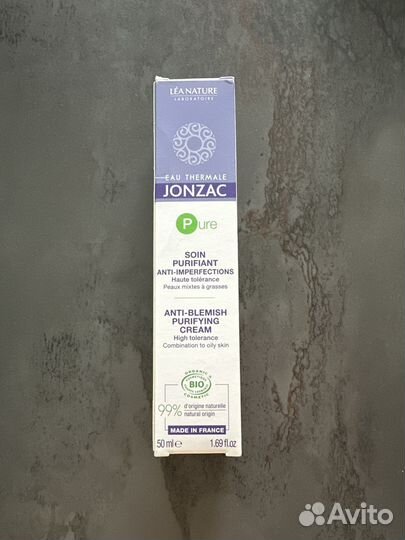 LÉA NATURE
LABORATOIRE
EAU THERMALE
JONZAC
Pure
SOIN
PURIFIANT
ANTI-IMPERFECTIONS
Haute tolérance
Peaux mixtes à grasses
ANTI-BLEMISH
PURIFYING
CREAM
High tolerance
Combination to oily skin
ORGANIC
BIO
COSMETIC
99% d'origine naturelle
natural origin
MADE IN FRANCE
50 ml e 1.69 fl.oz
Avito